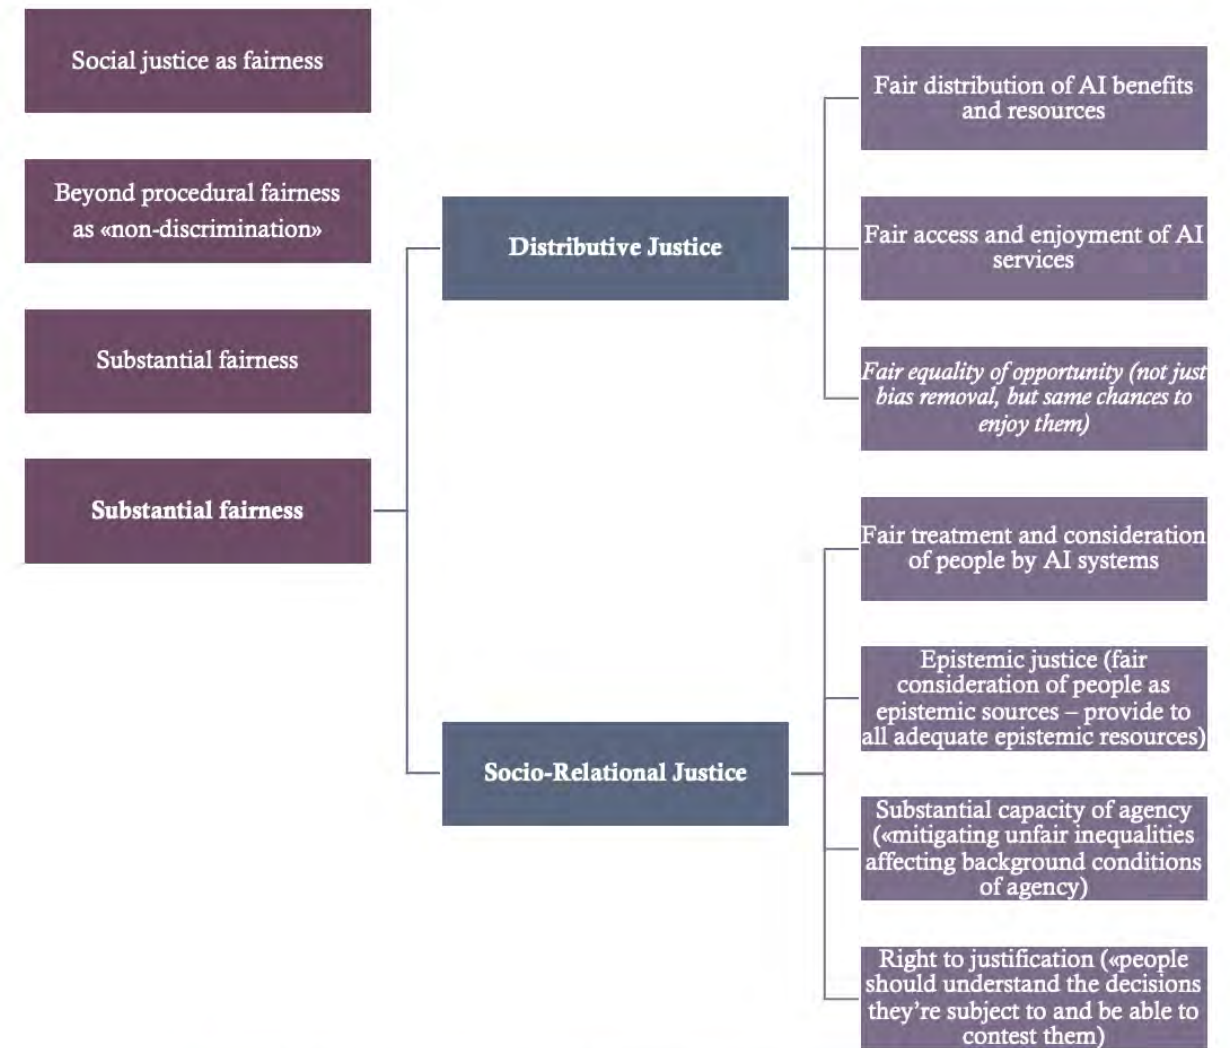 Social justice as fairness
Beyond procedural fairness
as «non-discrimination»
Substantial fairness
Substantial fairness
Distributive Justice
Fair distribution of AI benefits
and resources
Fair access and enjoyment of AI
services
Fair equality of opportunity (not just
bias removal, but same chances to
enjoy them)
Socio-Relational Justice
Fair treatment and consideration
of people by AI systems
Epistemic justice (fair
consideration of people as
epistemic sources – provide to
all adequate epistemic resources)
Substantial capacity of agency
(«mitigating unfair inequalities
affecting background conditions
of agency)
Right to justification («people
should understand the decisions
they’re subject to and be able to
contest them)